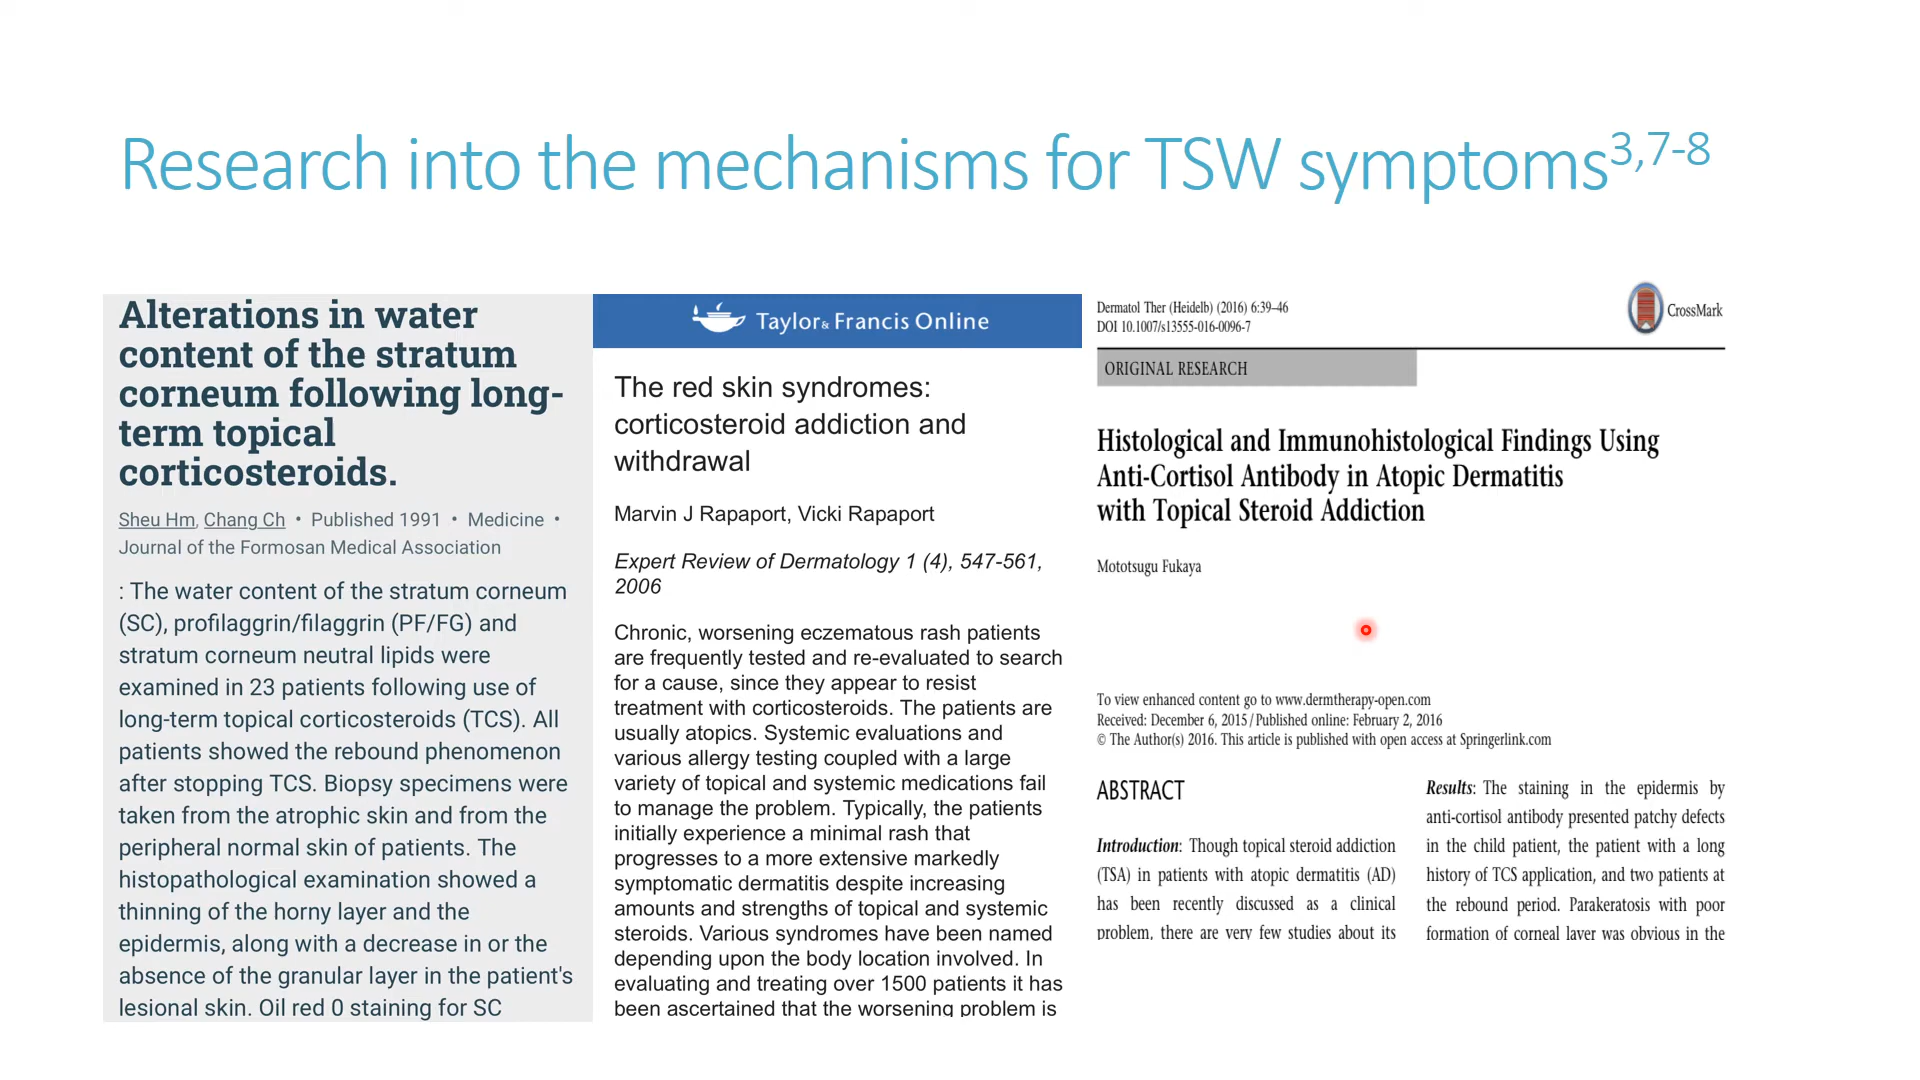 Research into the mechanisms for TSW symptoms3,7-8
Alterations in water
content of the stratum
corneum following long-
term topical
corticosteroids.
Sheu Hm, Chang Ch • Published 1991 • Medicine •
Journal of the Formosan Medical Association
: The water content of the stratum corneum
(SC), profilaggrin/filaggrin (PF/FG) and
stratum corneum neutral lipids were
examined in 23 patients following use of
long-term topical corticosteroids (TCS). All
patients showed the rebound phenomenon
after stopping TCS. Biopsy specimens were
taken from the atrophic skin and from the
peripheral normal skin of patients. The
histopathological examination showed a
thinning of the horny layer and the
epidermis, along with a decrease in or the
absence of the granular layer in the patient's
lesional skin. Oil red 0 staining for SC
Taylor & Francis Online
The red skin syndromes:
corticosteroid addiction and
withdrawal
Marvin J Rapaport, Vicki Rapaport
Expert Review of Dermatology 1 (4), 547-561,
2006
Chronic, worsening eczematous rash patients
are frequently tested and re-evaluated to search
for a cause, since they appear to resist
treatment with corticosteroids. The patients are
usually atopics. Systemic evaluations and
various allergy testing coupled with a large
variety of topical and systemic medications fail
to manage the problem. Typically, the patients
initially experience a minimal rash that
progresses to a more extensive markedly
symptomatic dermatitis despite increasing
amounts and strengths of topical and systemic
steroids. Various syndromes have been named
depending upon the body location involved. In
evaluating and treating over 1500 patients it has
been ascertained that the worsening problem is
Dermatol Ther (Heidelb) (2016) 6:39–46
DOI 10.1007/s13555-016-0096-7
CrossMark
ORIGINAL RESEARCH
Histological and Immunohistological Findings Using
Anti-Cortisol Antibody in Atopic Dermatitis
with Topical Steroid Addiction
Mototsugu Fukaya
To view enhanced content go to www.dermtherapy-open.com
Received: December 6, 2015 / Published online: February 2, 2016
© The Author(s) 2016. This article is published with open access at Springerlink.com
ABSTRACT
Introduction: Though topical steroid addiction
(TSA) in patients with atopic dermatitis (AD)
has been recently discussed as a clinical
problem, there are very few studies about its
Results: The staining in the epidermis by
anti-cortisol antibody presented patchy defects
in the child patient, the patient with a long
history of TCS application, and two patients at
the rebound period. Parakeratosis with poor
formation of corneal layer was obvious in the